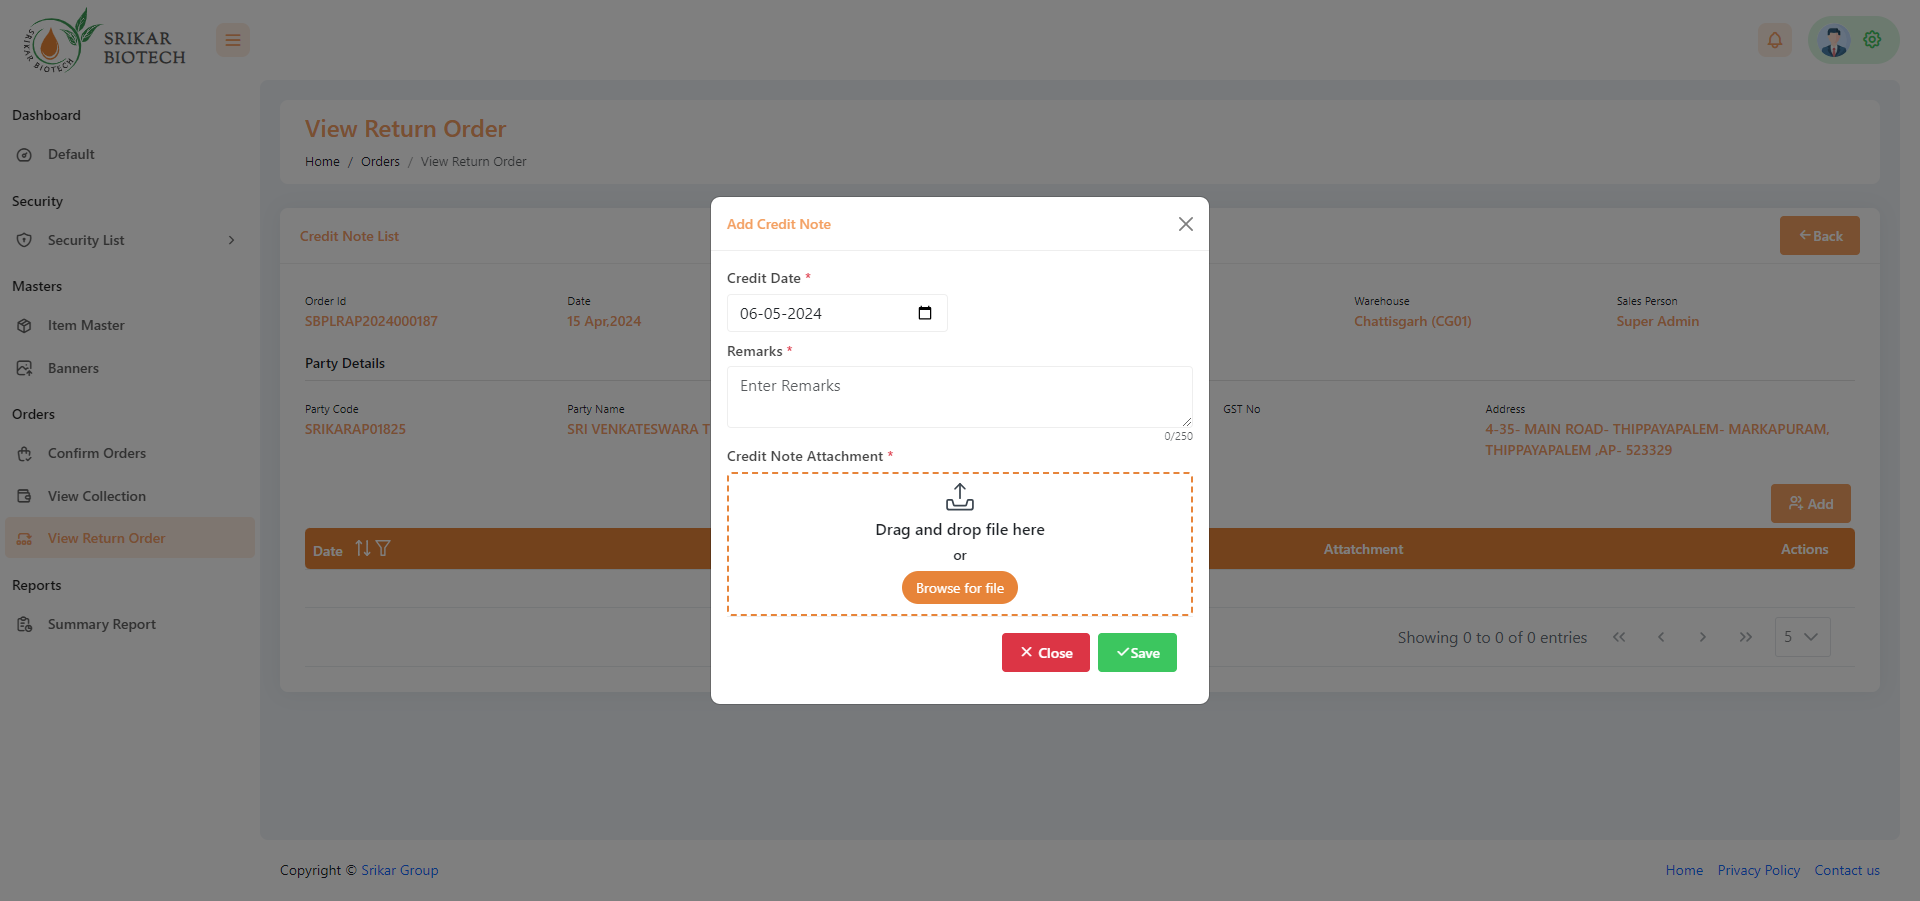 SRIKAR BIOTECH
SRIKAR
BIOTECH
Dashboard
Default
Security
Security List
Masters
Item Master
Banners
Orders
Confirm Orders
View Collection
View Return Order
Reports
Summary Report
View Return Order
Home / Orders / View Return Order
Credit Note List
Back
Order Id
SBPLRAP2024000187
Date
15 Apr,2024
Warehouse
Chattisgarh (CG01)
Sales Person
Super Admin
Party Details
Party Code
SRIKARAP01825
Party Name
SRI VENKATESWARA T
GST No
Address
4-35- MAIN ROAD- THIPPAYAPALEM- MARKAPURAM,
THIPPAYAPALEM ,AP- 523329
Add
Date
Attatchment
Actions
Showing 0 to 0 of 0 entries
5
Add Credit Note
Credit Date *
06-05-2024
Remarks *
Enter Remarks
0/250
Credit Note Attachment *
Drag and drop file here
or
Browse for file
Close
Save
Copyright © Srikar Group
Home Privacy Policy Contact us